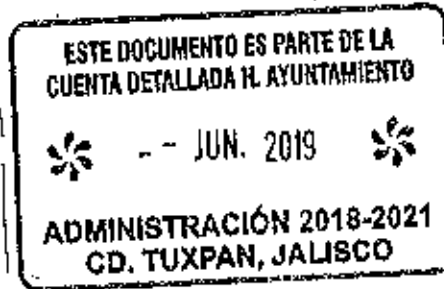 ESTE DOCUMENTO ES PARTE DE LA
CUENTA DETALLADA H. AYUNTAMIENTO
- - JUN. 2019
ADMINISTRACIÓN 2018-2021
CD. TUXPAN, JALISCO